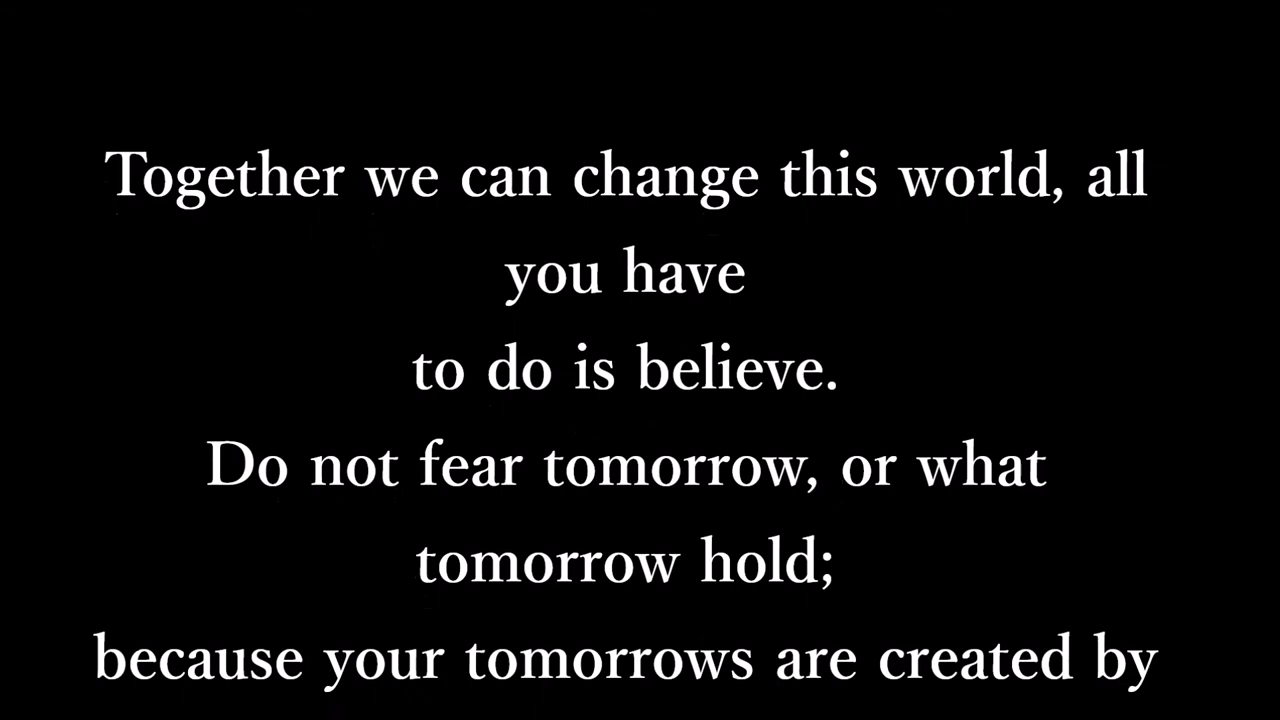 Together we can change this world, all
you have
to do is believe.
Do not fear tomorrow, or what
tomorrow hold;
because your tomorrows are created by